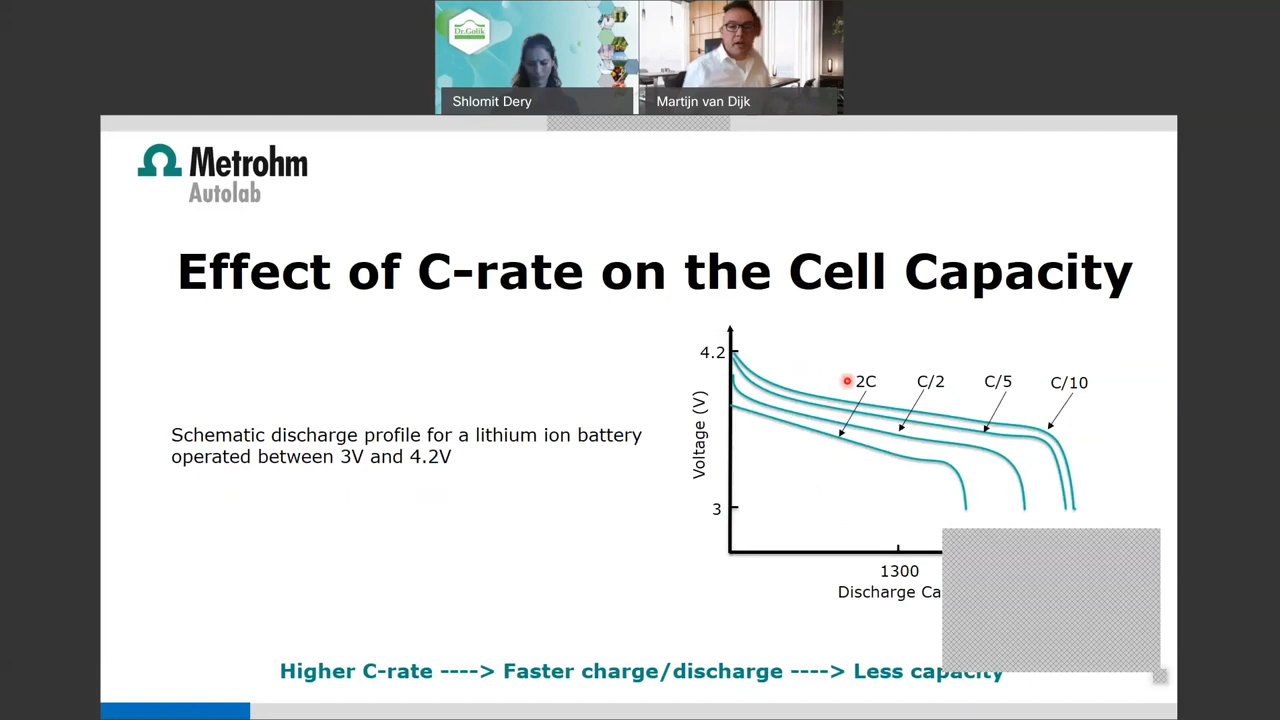 Dr.Golik
Shlomit Dery
Martijn van Dijk
Metrohm
Autolab
Effect of C-rate on the Cell Capacity
Schematic discharge profile for a lithium ion battery
operated between 3V and 4.2V
4.2
2C
C/2
C/5
C/10
Voltage (V)
3
1300
Discharge Ca
Higher C-rate ----> Faster charge/discharge ----> Less capacity